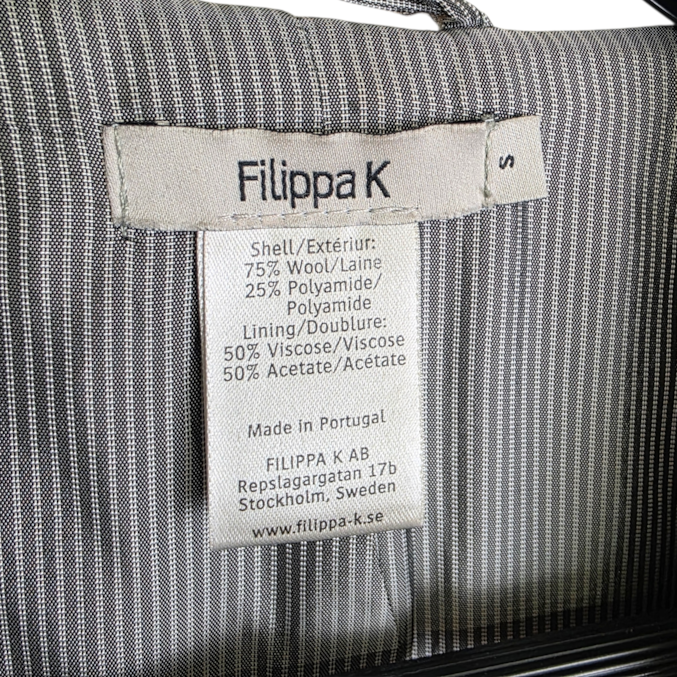 Filippa K
S
Shell/Extériur:
75% Wool/Laine
25% Polyamide/
Polyamide
Lining/Doublure:
50% Viscose/Viscose
50% Acetate/Acétate
Made in Portugal
FILIPPA K AB
Repslagargatan 17b
Stockholm, Sweden
www.filippa-k.se